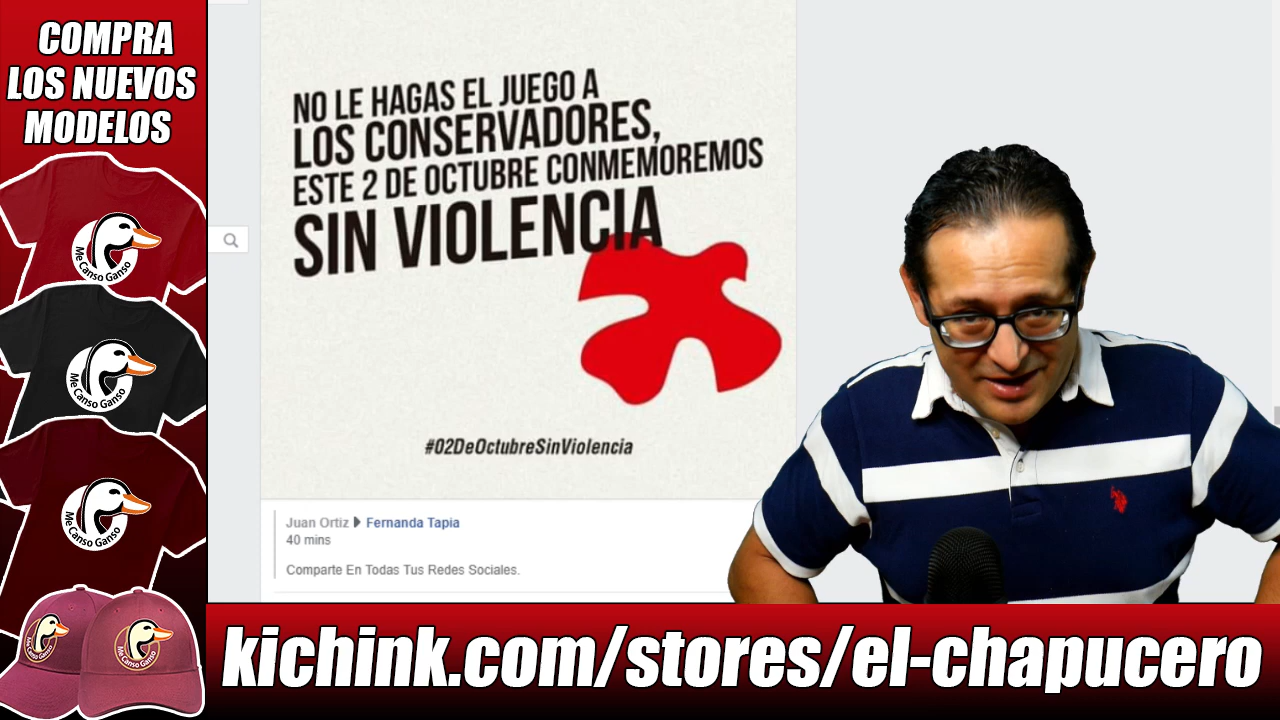 COMPRA
LOS NUEVOS
MODELOS
Me Canso Ganso
Me Canso Ganso
Me Canso Ganso
Me Canso Ganso
Me Canso Ganso
NO LE HAGAS EL JUEGO A
LOS CONSERVADORES,
ESTE 2 DE OCTUBRE CONMEMOREMOS
SIN VIOLENCIA
#02DeOctubreSinViolencia
Juan Ortiz Fernanda Tapia
40 mins
Comparte En Todas Tus Redes Sociales.
kichink.com/stores/el-chapucero